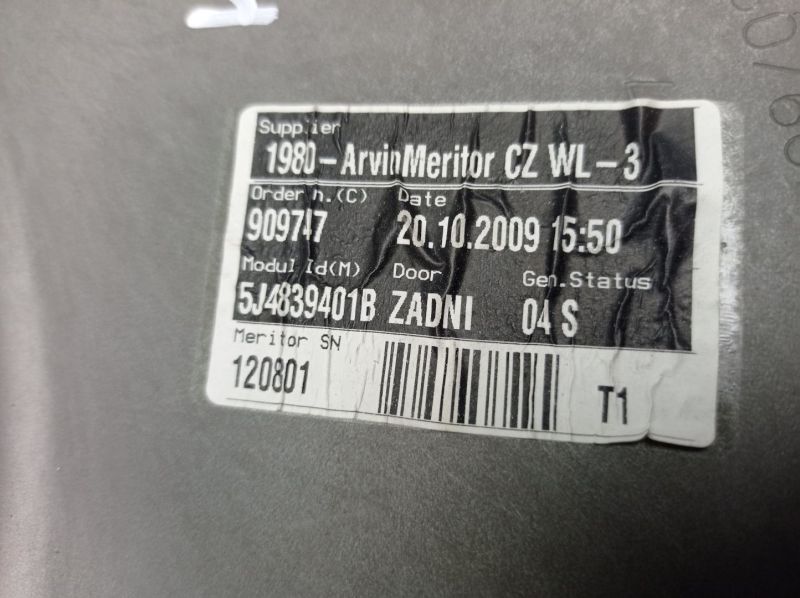 Supplier
1980-ArvinMeritor CZ WL-3
Order n.(C) Date
909747 20.10.2009 15:50
Modul Id(M) Door Gen.Status
5J4839401B ZADNI 04 S
Meritor SN
120801 T1